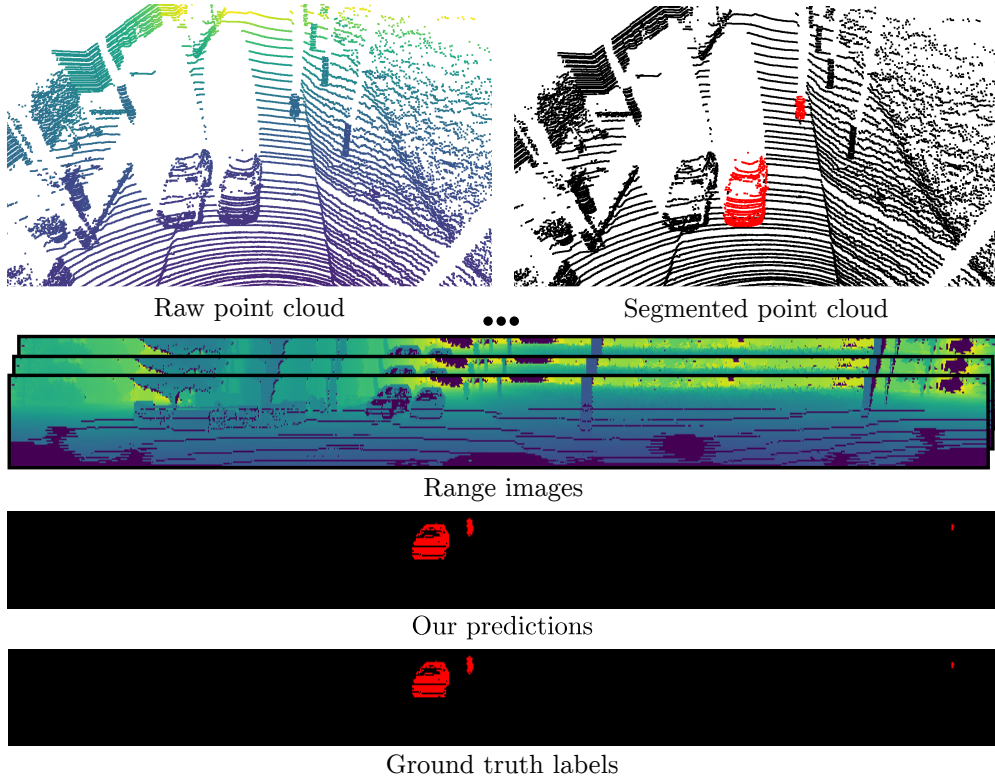 Raw point cloud
Segmented point cloud
Range images
Our predictions
Ground truth labels